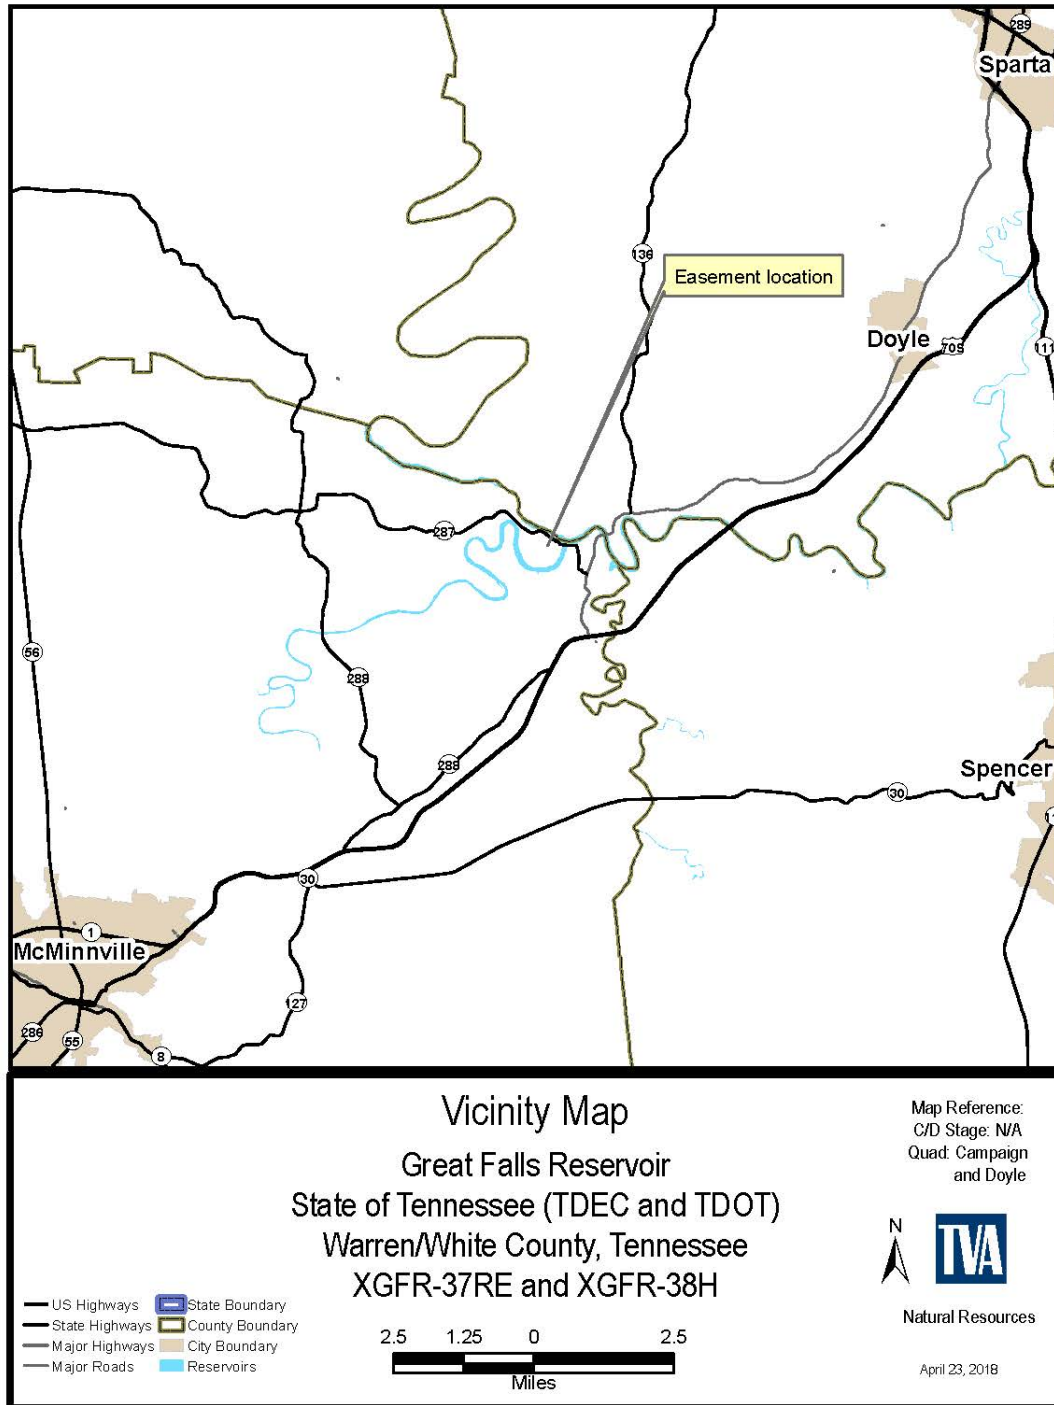 289
Sparta
136
Easement location
Doyle
70S
111
287
56
288
288
Spencer
30
30
1
McMinnville
127
286
55
8
Vicinity Map
Great Falls Reservoir
State of Tennessee (TDEC and TDOT)
Warren/White County, Tennessee
XGFR-37RE and XGFR-38H
Map Reference:
C/D Stage: N/A
Quad: Campaign
and Doyle
N
TVA
Natural Resources
US Highways State Boundary
State Highways County Boundary
Major Highways City Boundary
Major Roads Reservoirs
2.5 1.25 0 2.5
Miles
April 23, 2018